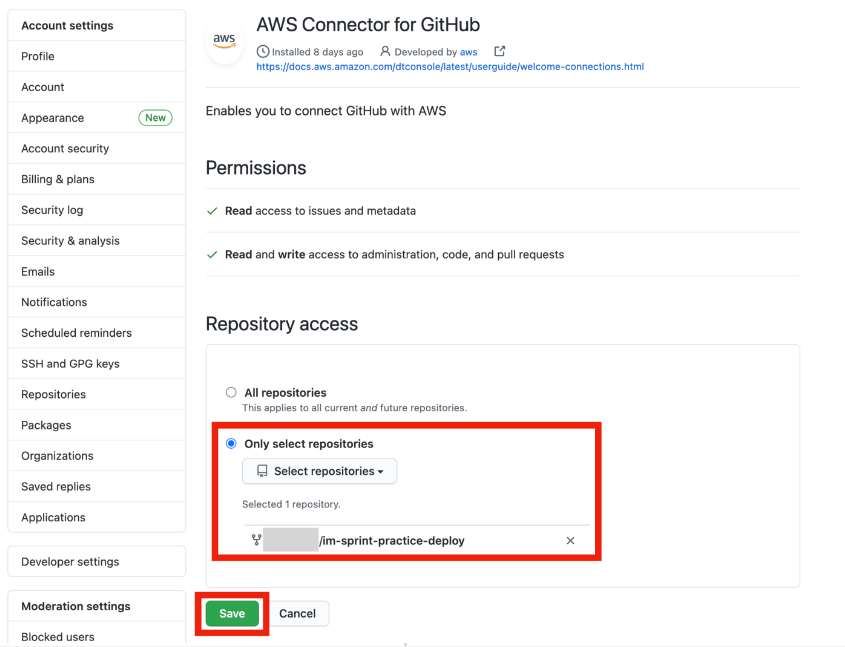 Account settings
Profile
Account
Appearance New
Account security
Billing & plans
Security log
Security & analysis
Emails
Notifications
Scheduled reminders
SSH and GPG keys
Repositories
Packages
Organizations
Saved replies
Applications
Developer settings
Moderation settings
Blocked users
aws
AWS Connector for GitHub
Installed 8 days ago Developed by aws
https://docs.aws.amazon.com/dtconsole/latest/userguide/welcome-connections.html
Enables you to connect GitHub with AWS
Permissions
Read access to issues and metadata
Read and write access to administration, code, and pull requests
Repository access
All repositories
This applies to all current and future repositories.
Only select repositories
Select repositories
Selected 1 repository.
/im-sprint-practice-deploy
Save Cancel